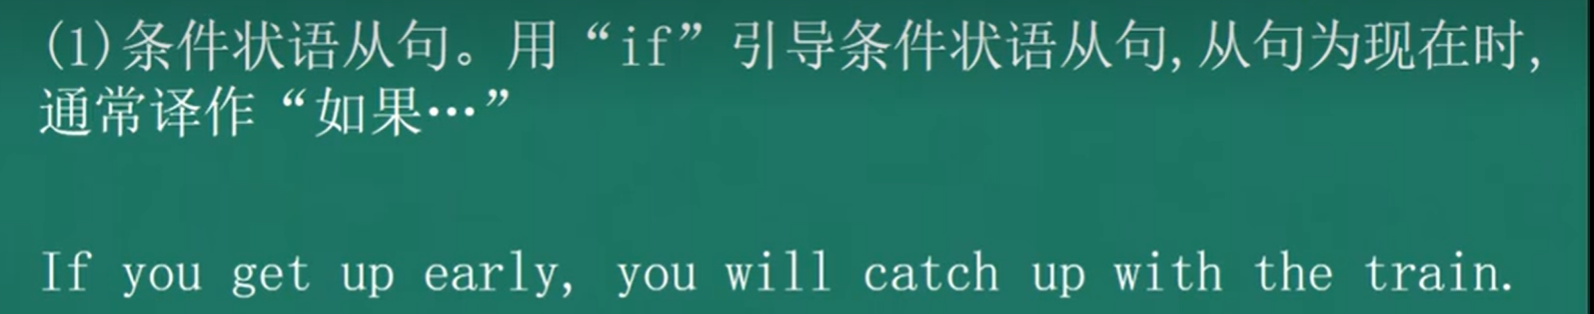 (1)条件状语从句。用“if”引导条件状语从句,从句为现在时,
通常译作“如果…”
If you get up early, you will catch up with the train.